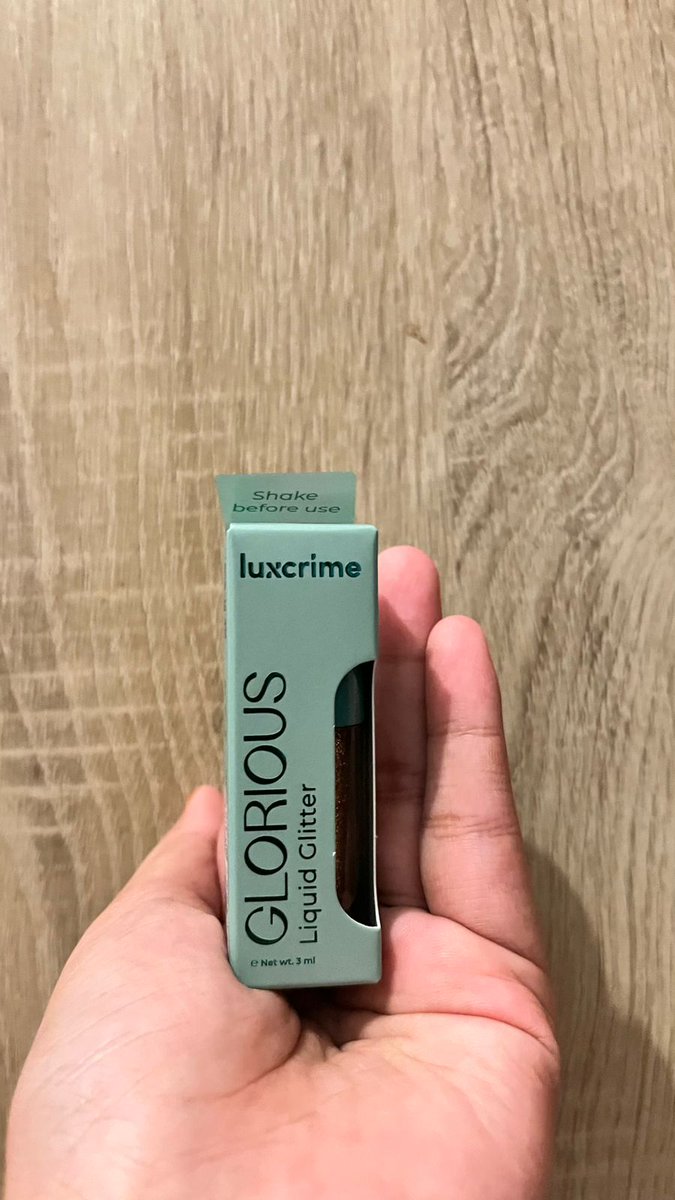 Shake
before use
luxcrime
GLORIOUS
Liquid Glitter
℮ Net wt. 3 ml